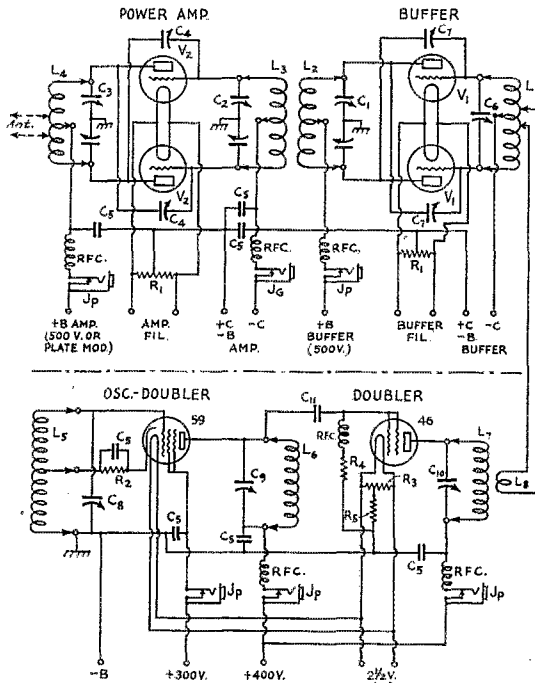 POWER AMP.
BUFFER
C4
C7
V2
V1
L4
L3
L2
L
C3
C2
C1
C6
Ant.
V2
V1
C5
C4
C7
C5
C5
RFC.
R1
RFC.
RFC.
R1
JP
JG
JP
+B AMP.
(500 V. OR
PLATE MOD.)
AMP.
FIL.
+C
-B
-C
AMP.
+B
BUFFER
(500V.)
BUFFER
FIL.
+C
-B
-C
BUFFER
OSC.-DOUBLER
DOUBLER
59
C11
46
L5
C5
R2
RFC.
L6
R4
L7
C9
R3
C10
L8
C8
C5
C5
R5
C5
RFC.
RFC.
JP
JP
JP
-B
+300V.
+400V.
2½V.